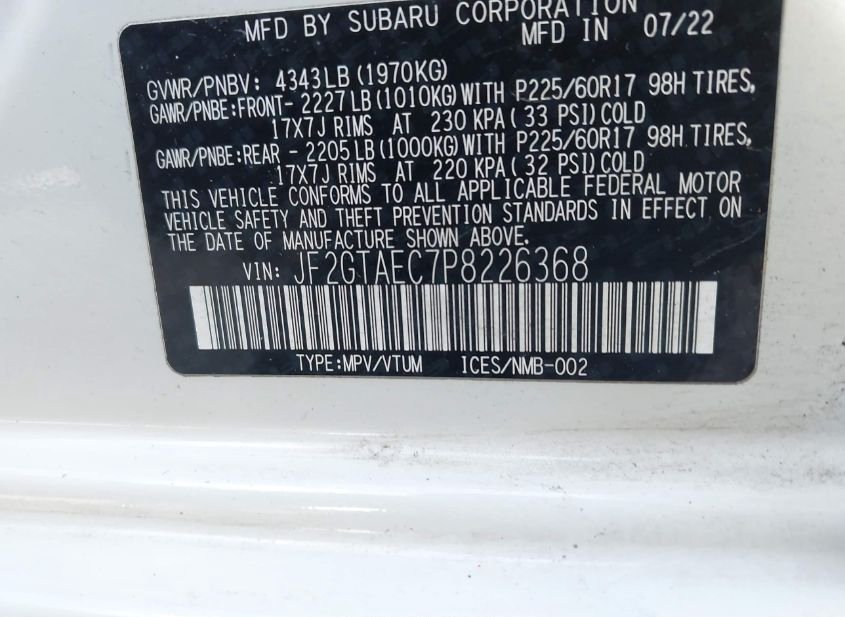 MFD BY SUBARU CORPORATION
MFD IN 07/22
GVWR/PNBV: 4343LB(1970KG)
GAWR/PNBE:FRONT- 2227LB(1010KG)WITH P225/60R17 98H TIRES,
17X7J RIMS AT 230 KPA( 33 PSI)COLD
GAWR/PNBE:REAR - 2205LB(1000KG)WITH P225/60R17 98H TIRES,
17X7J RIMS AT 220 KPA( 32 PSI)COLD
THIS VEHICLE CONFORMS TO ALL APPLICABLE FEDERAL MOTOR
VEHICLE SAFETY AND THEFT PREVENTION STANDARDS IN EFFECT ON
THE DATE OF MANUFACTURE SHOWN ABOVE.
VIN: JF2GTAEC7P8226368
TYPE:MPV/VTUM ICES/NMB-002